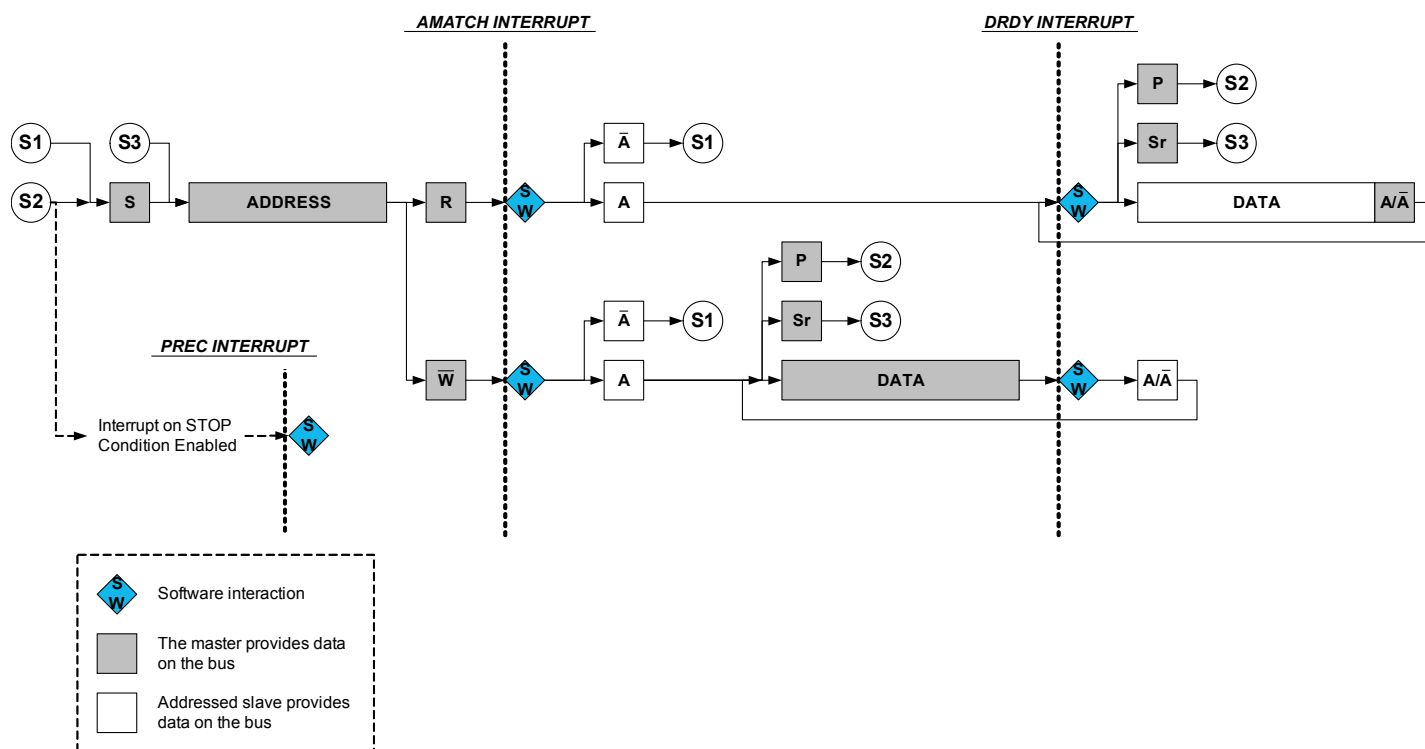 AMATCH INTERRUPT
DRDY INTERRUPT
P
S2
S1
S3
A̅
S1
Sr
S3
S2
S
ADDRESS
R
S
W
A
S
W
DATA
A/A̅
P
S2
A̅
S1
Sr
S3
PREC INTERRUPT
W̅
S
W
A
DATA
S
W
A/A̅
Interrupt on STOP
Condition Enabled
S
W
S
W
Software interaction
The master provides data
on the bus
Addressed slave provides
data on the bus